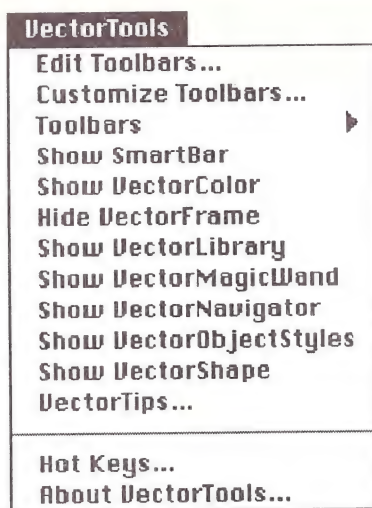 VectorTools
Edit Toolbars...
Customize Toolbars...
Toolbars
Show SmartBar
Show VectorColor
Hide VectorFrame
Show VectorLibrary
Show VectorMagicWand
Show VectorNavigator
Show VectorObjectStyles
Show VectorShape
VectorTips...
Hot Keys...
About VectorTools...